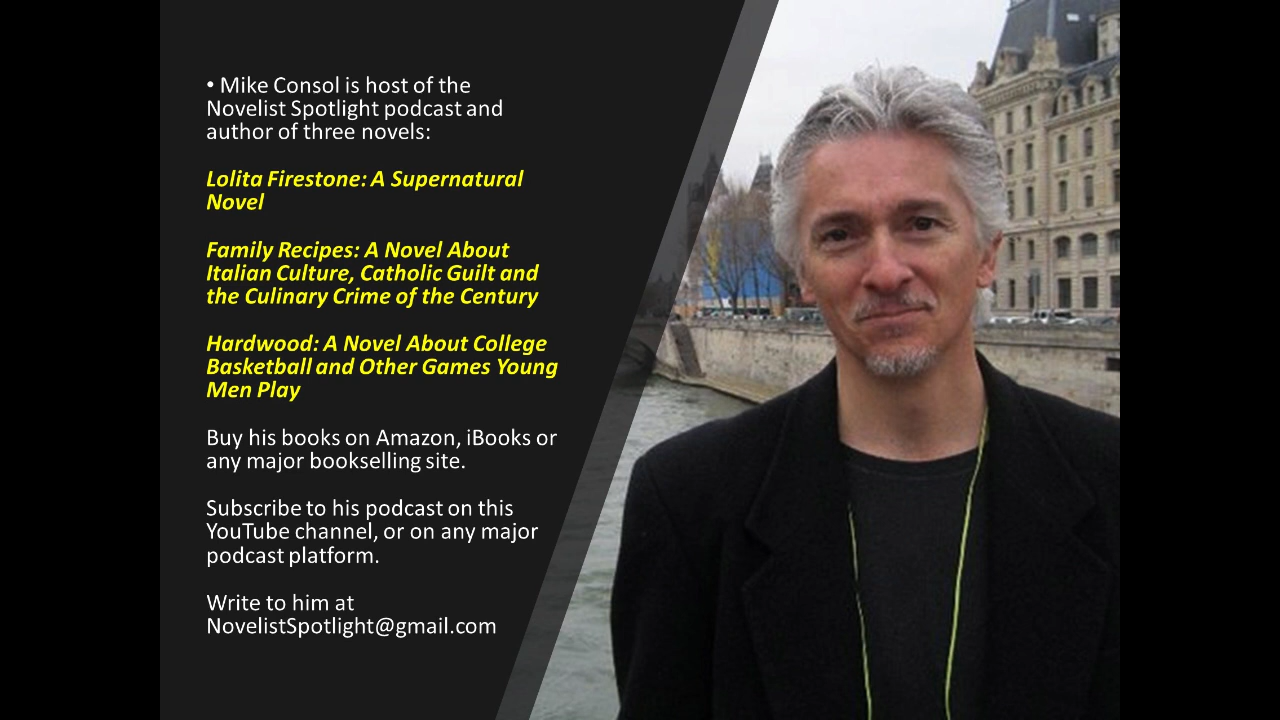 • Mike Consol is host of the
Novelist Spotlight podcast and
author of three novels:
Lolita Firestone: A Supernatural
Novel
Family Recipes: A Novel About
Italian Culture, Catholic Guilt and
the Culinary Crime of the Century
Hardwood: A Novel About College
Basketball and Other Games Young
Men Play
Buy his books on Amazon, iBooks or
any major bookselling site.
Subscribe to his podcast on this
YouTube channel, or on any major
podcast platform.
Write to him at
NovelistSpotlight@gmail.com